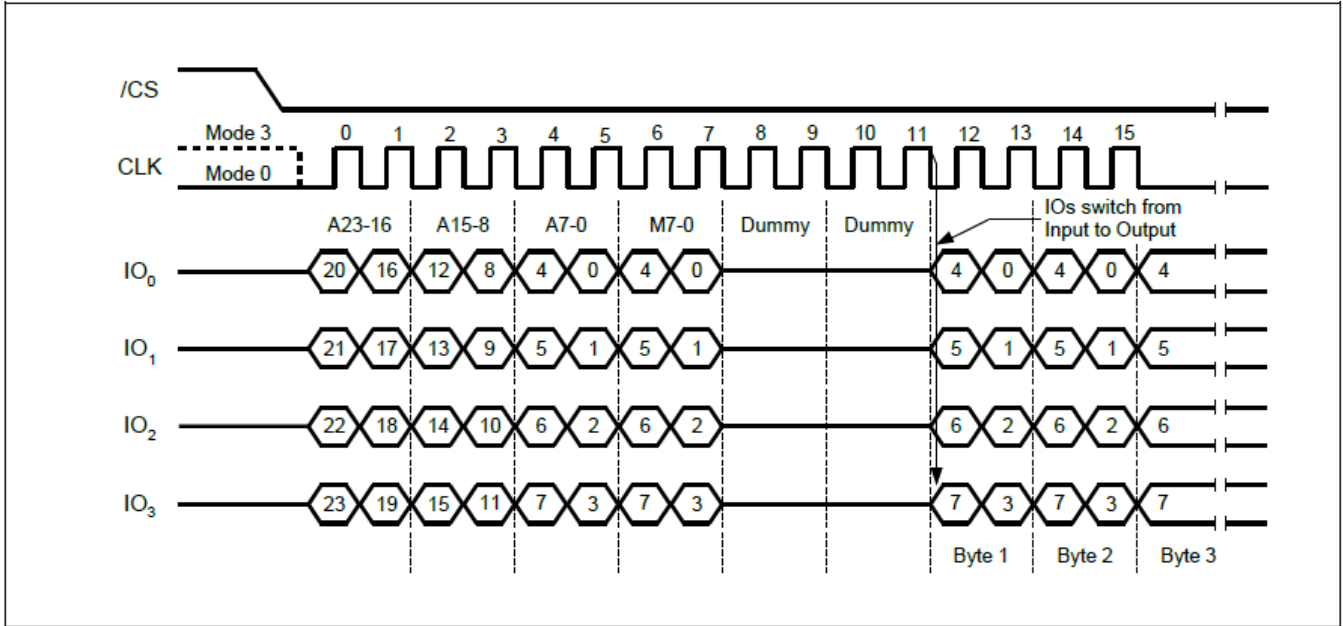 /CS
Mode 3 0 1 2 3 4 5 6 7 8 9 10 11 12 13 14 15
CLK
Mode 0
IOs switch from
Input to Output
A23-16 A15-8 A7-0 M7-0 Dummy Dummy
IO0 20 16 12 8 4 0 4 0 4 0 4 0 4
IO1 21 17 13 9 5 1 5 1 5 1 5 1 5
IO2 22 18 14 10 6 2 6 2 6 2 6 2 6
IO3 23 19 15 11 7 3 7 3 7 3 7 3 7
Byte 1 Byte 2 Byte 3